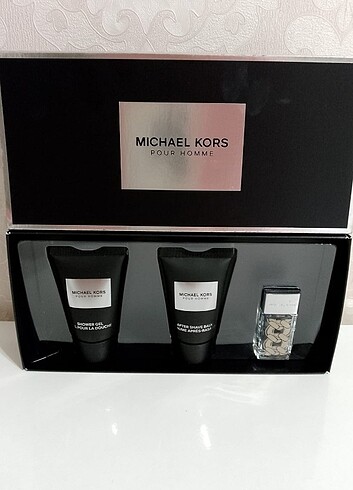 MICHAEL KORS
POUR HOMME
MICHAEL KORS
POUR HOMME
SHOWER GEL
POUR LA DOUCHE
MICHAEL KORS
POUR HOMME
AFTER SHAVE BALM
BAUME APRÈS-RASAGE